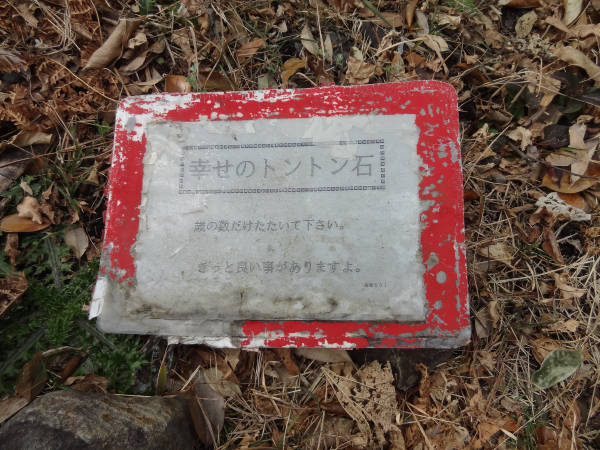 幸せのトントン石
歳の数だけたたいて下さい。
きっと良い事がありますよ。